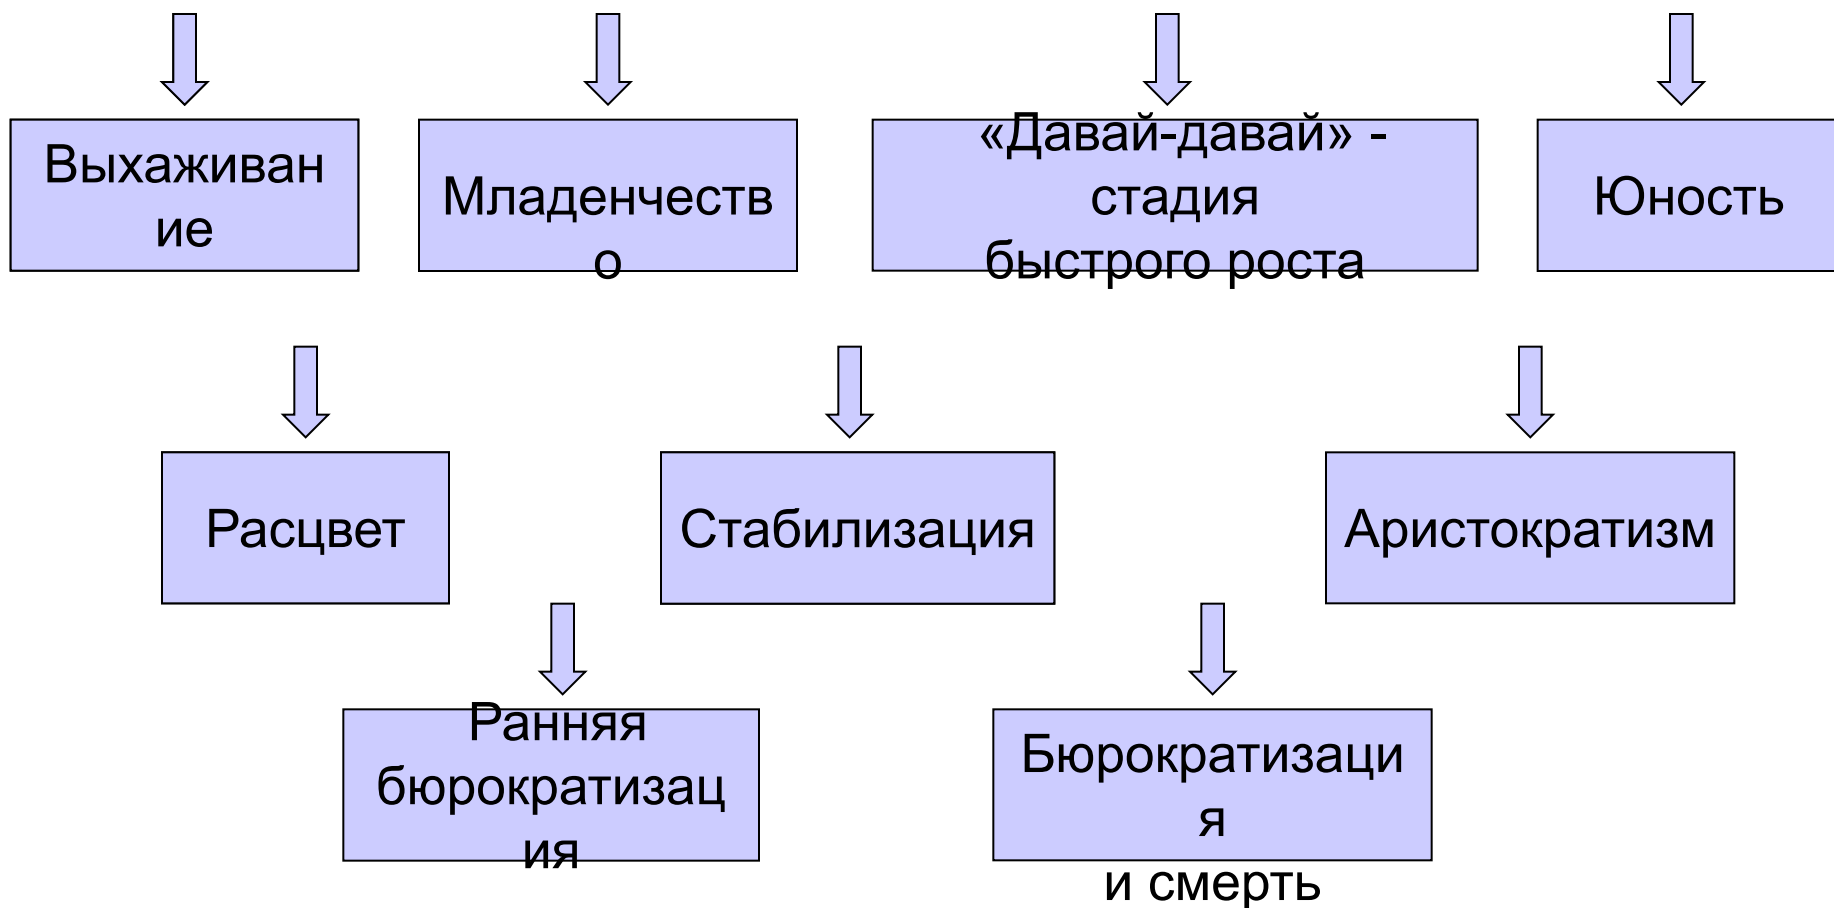 Выхаживан
ие
Младенчеств
о
«Давай-давай» -
стадия
быстрого роста
Юность
Расцвет
Стабилизация
Аристократизм
Ранняя
бюрократизац
ия
Бюрократизаци
я
и смерть